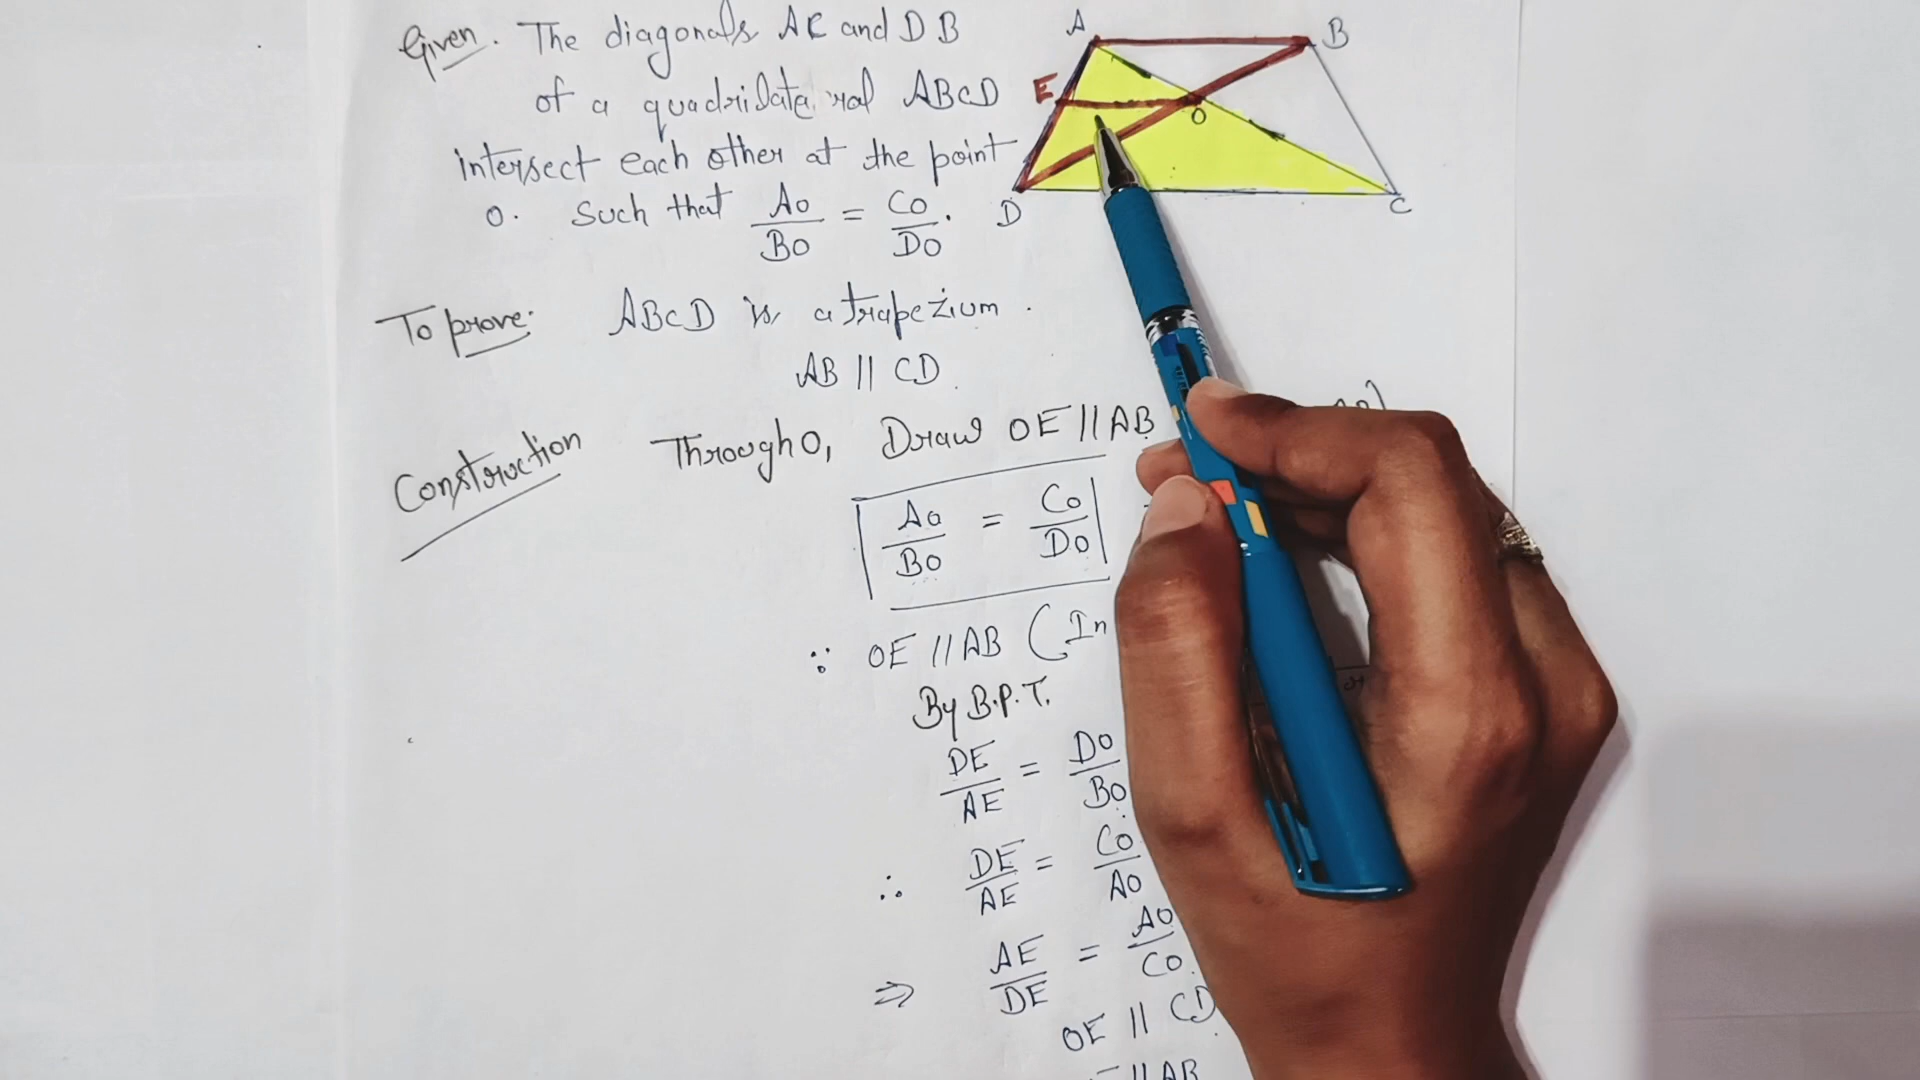 Given. The diagonals AC and DB
of a quadrilateral ABCD
intersect each other at the point
O. Such that AO/BO = CO/DO.
To prove: ABCD is a trapezium.
AB || CD.
Construction Through O, Draw OE || AB
AO/BO = CO/DO
∵ OE || AB (In
By B.P.T.
DE/AE = DO/BO
∴ DE/AE = CO/AO
⇒ AE/DE = AO/CO.
OE || CD
|| AB
A
B
E
O
D
C